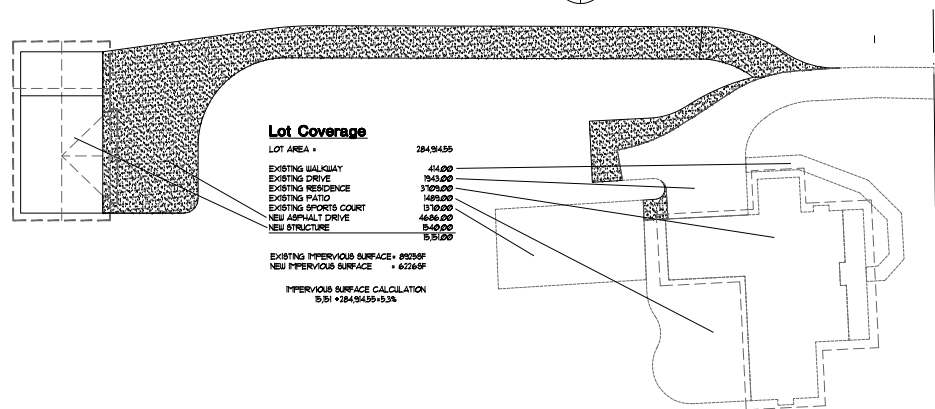 Lot Coverage
LOT AREA = 284,914.55
EXISTING WALKWAY 414.00
EXISTING DRIVE 1943.00
EXISTING RESIDENCE 3709.00
EXISTING PATIO 1489.00
EXISTING SPORTS COURT 1370.00
NEW ASPHALT DRIVE 4686.00
NEW STRUCTURE 1540.00
15,151.00
EXISTING IMPERVIOUS SURFACE = 8925SF
NEW IMPERVIOUS SURFACE = 6226SF
IMPERVIOUS SURFACE CALCULATION
15,151 ÷284,914.55=5.3%